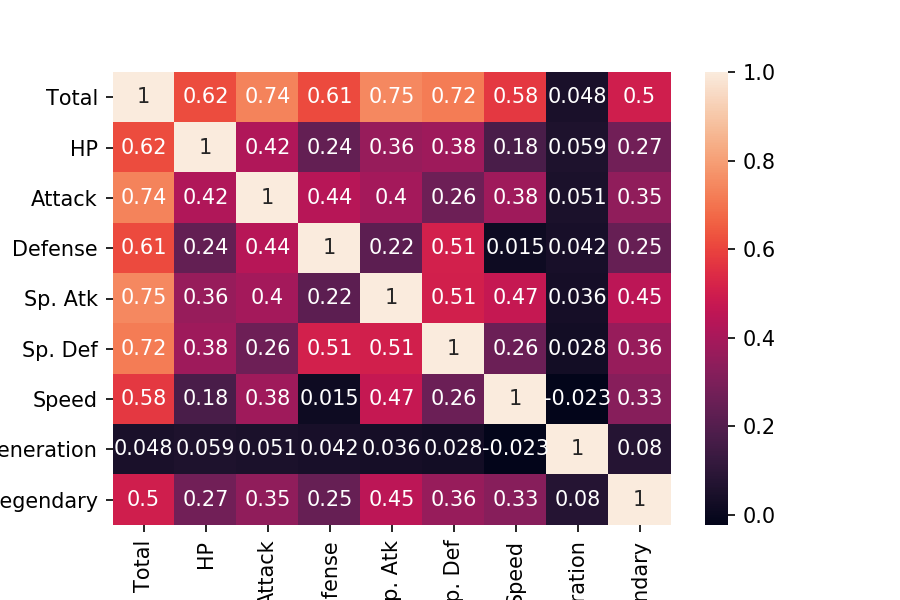 Total 1 0.62 0.74 0.61 0.75 0.72 0.58 0.048 0.5 1.0
HP 0.62 1 0.42 0.24 0.36 0.38 0.18 0.059 0.27
0.8
Attack 0.74 0.42 1 0.44 0.4 0.26 0.38 0.051 0.35
Defense 0.61 0.24 0.44 1 0.22 0.51 0.015 0.042 0.25
0.6
Sp. Atk 0.75 0.36 0.4 0.22 1 0.51 0.47 0.036 0.45
0.4
Sp. Def 0.72 0.38 0.26 0.51 0.51 1 0.26 0.028 0.36
Speed 0.58 0.18 0.38 0.015 0.47 0.26 1 -0.023 0.33
0.2
eneration 0.048 0.059 0.051 0.042 0.036 0.028 -0.023 1 0.08
egendary 0.5 0.27 0.35 0.25 0.45 0.36 0.33 0.08 1
0.0
Total
HP
Attack
fense
p. Atk
p. Def
Speed
ration
ndary